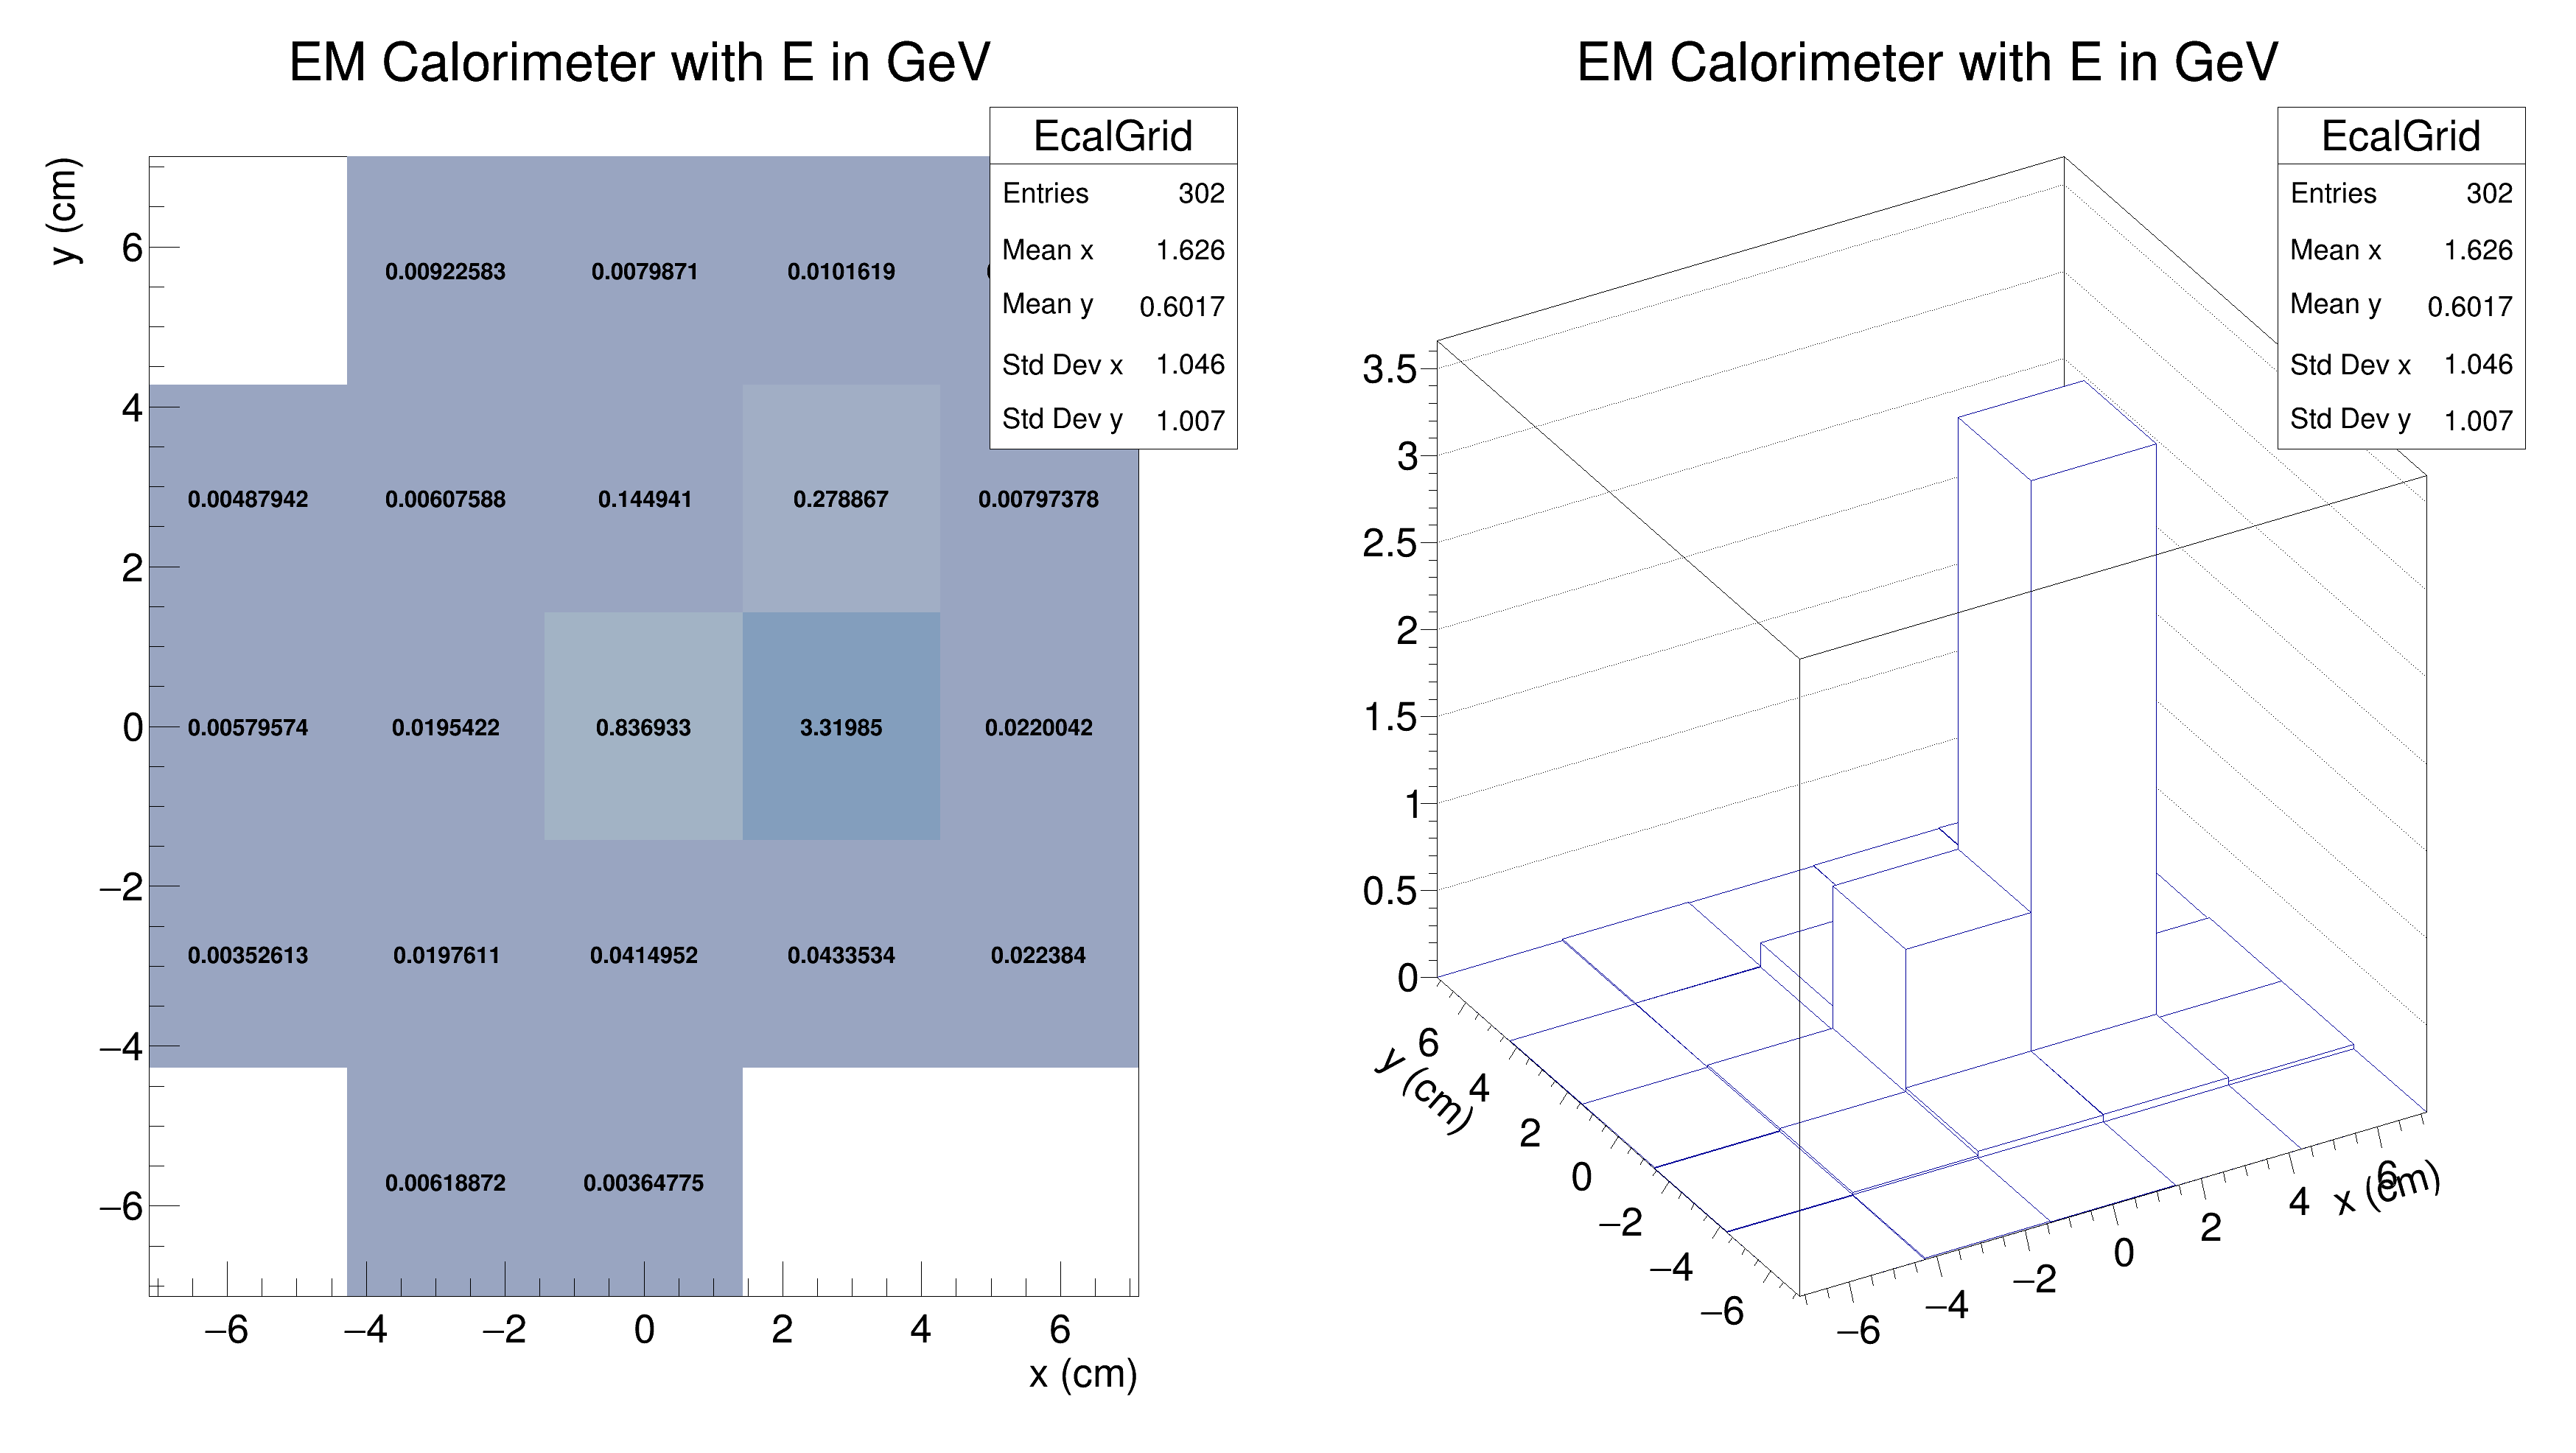 EM Calorimeter with E in GeV
EcalGrid
Entries 302
Mean x 1.626
Mean y 0.6017
Std Dev x 1.046
Std Dev y 1.007
y (cm)
6
4
2
0
−2
−4
−6
0.00922583 0.0079871 0.0101619
0.00487942 0.00607588 0.144941 0.278867 0.00797378
0.00579574 0.0195422 0.836933 3.31985 0.0220042
0.00352613 0.0197611 0.0414952 0.0433534 0.022384
0.00618872 0.00364775
−6 −4 −2 0 2 4 6
x (cm)
EM Calorimeter with E in GeV
EcalGrid
Entries 302
Mean x 1.626
Mean y 0.6017
Std Dev x 1.046
Std Dev y 1.007
3.5
3
2.5
2
1.5
1
0.5
0
y (cm)
6
4
2
0
−2
−4
−6
−6 −4 −2 0 2 4 6
x (cm)